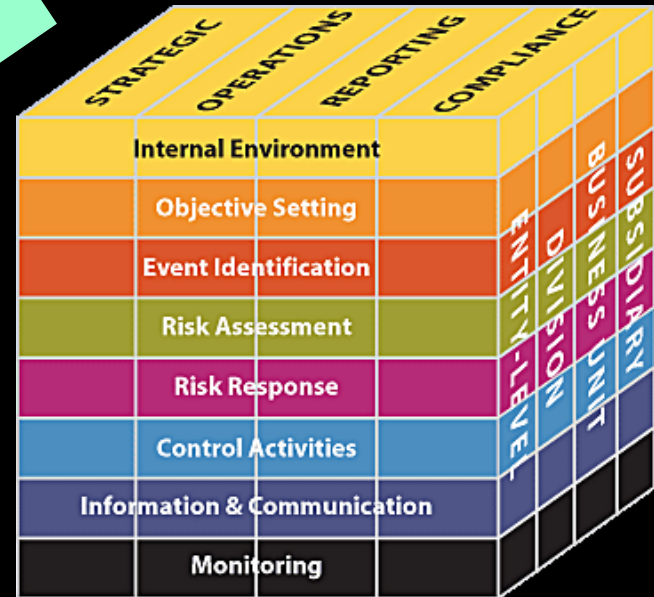 STRATEGIC
OPERATIONS
REPORTING
COMPLIANCE
Internal Environment
Objective Setting
Event Identification
Risk Assessment
Risk Response
Control Activities
Information & Communication
Monitoring
ENTITY-LEVEL
DIVISION
BUSINESS UNIT
SUBSIDIARY